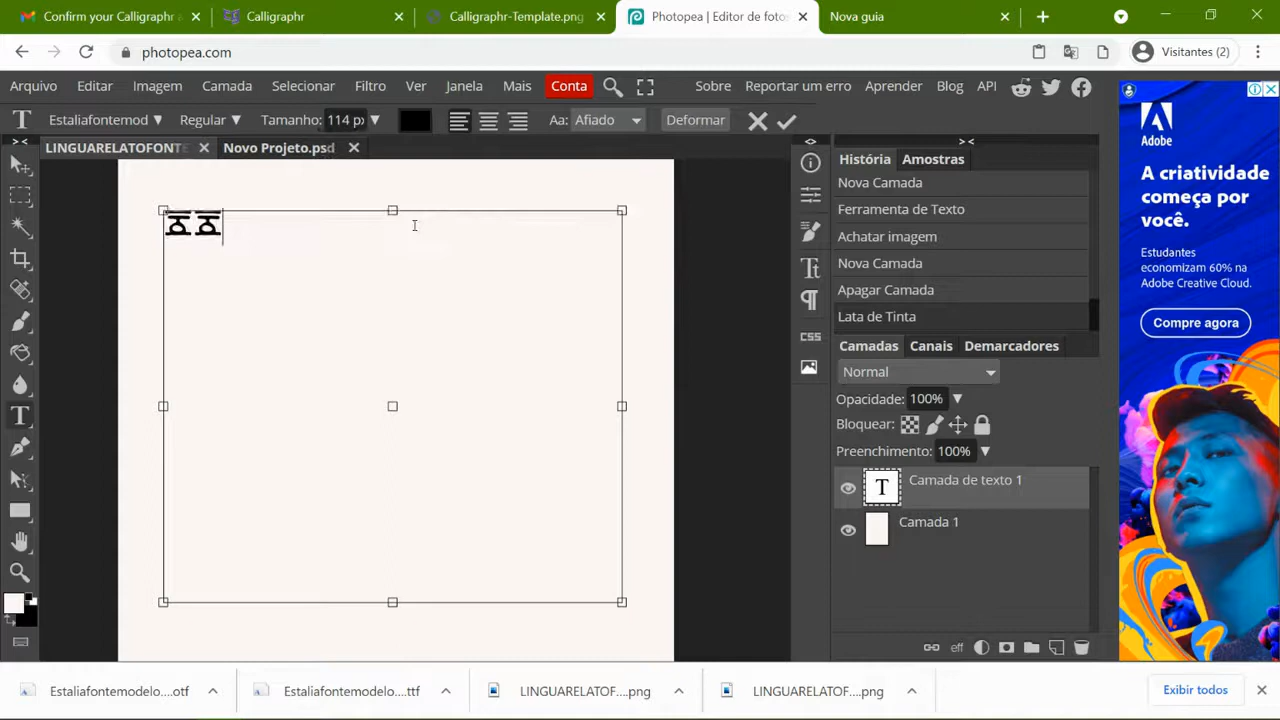 Confirm your Calligraphr a
Calligraphr
Calligraphr-Template.png
Photopea | Editor de foto
Nova guia
photopea.com
Visitantes (2)
Arquivo Editar Imagem Camada Selecionar Filtro Ver Janela Mais Conta Sobre Reportar um erro Aprender Blog API
T Estaliafontemod Regular Tamanho: 114 p Aa: Afiado Deformar
LINGUARELATOFONTE Novo Projeto.psd
História Amostras
Nova Camada
Ferramenta de Texto
Achatar imagem
Nova Camada
Apagar Camada
Lata de Tinta
Camadas Canais Demarcadores
Normal
Opacidade: 100%
Bloquear:
Preenchimento: 100%
T Camada de texto 1
Camada 1
CSS
eff
Adobe
A criatividade
começa por
você.
Estudantes
economizam 60% na
Adobe Creative Cloud.
Compre agora
Estaliafontemodelo....otf
Estaliafontemodelo....ttf
LINGUARELATOF....png
LINGUARELATOF....png
Exibir todos